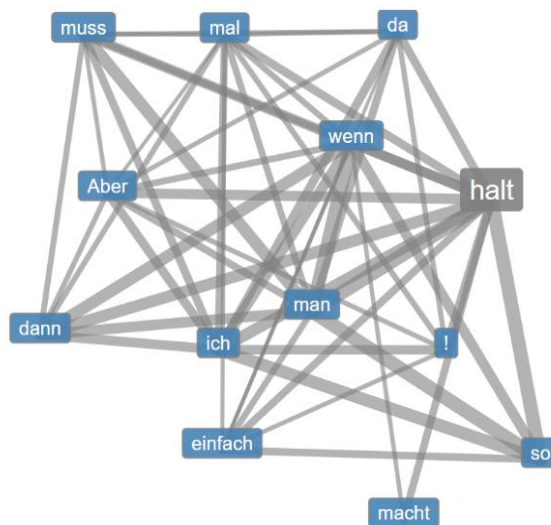 muss
mal
da
wenn
Aber
halt
man
dann
ich
!
einfach
so
macht